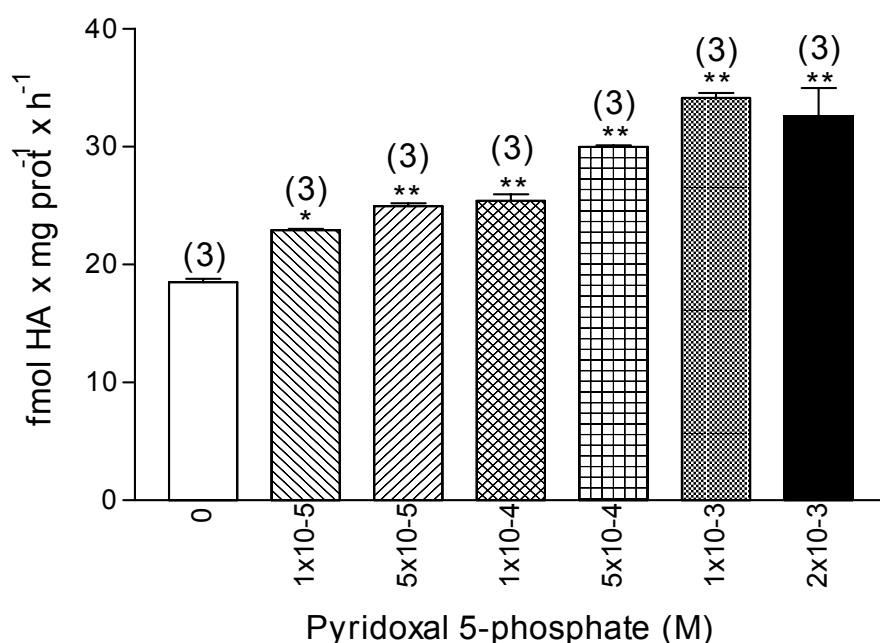 fmol HA x mg prot⁻¹ x h⁻¹
40
30
20
10
0
(3)
(3)
*
(3)
**
(3)
**
(3)
**
(3)
**
(3)
**
0
1x10-5
5x10-5
1x10-4
5x10-4
1x10-3
2x10-3
Pyridoxal 5-phosphate (M)